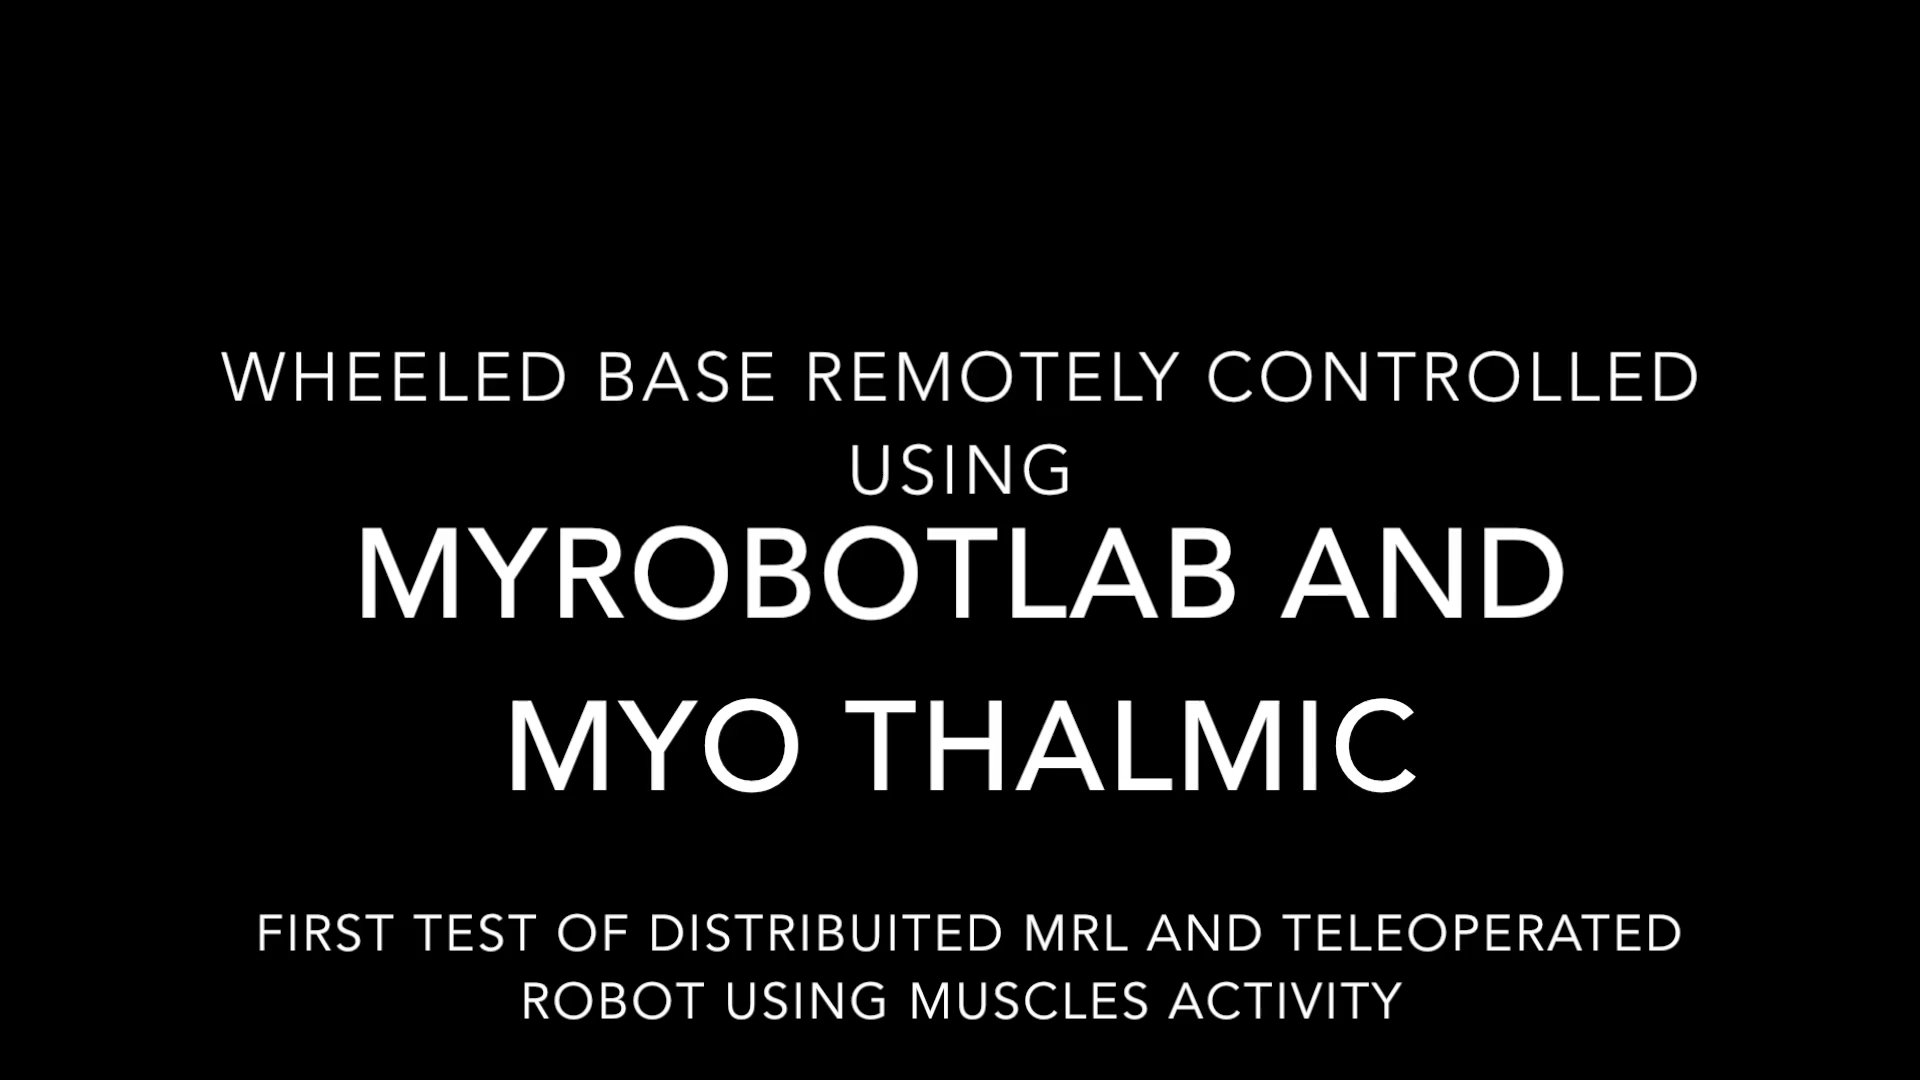 WHEELED BASE REMOTELY CONTROLLED
USING
MYROBOTLAB AND
MYO THALMIC
FIRST TEST OF DISTRIBUITED MRL AND TELEOPERATED
ROBOT USING MUSCLES ACTIVITY